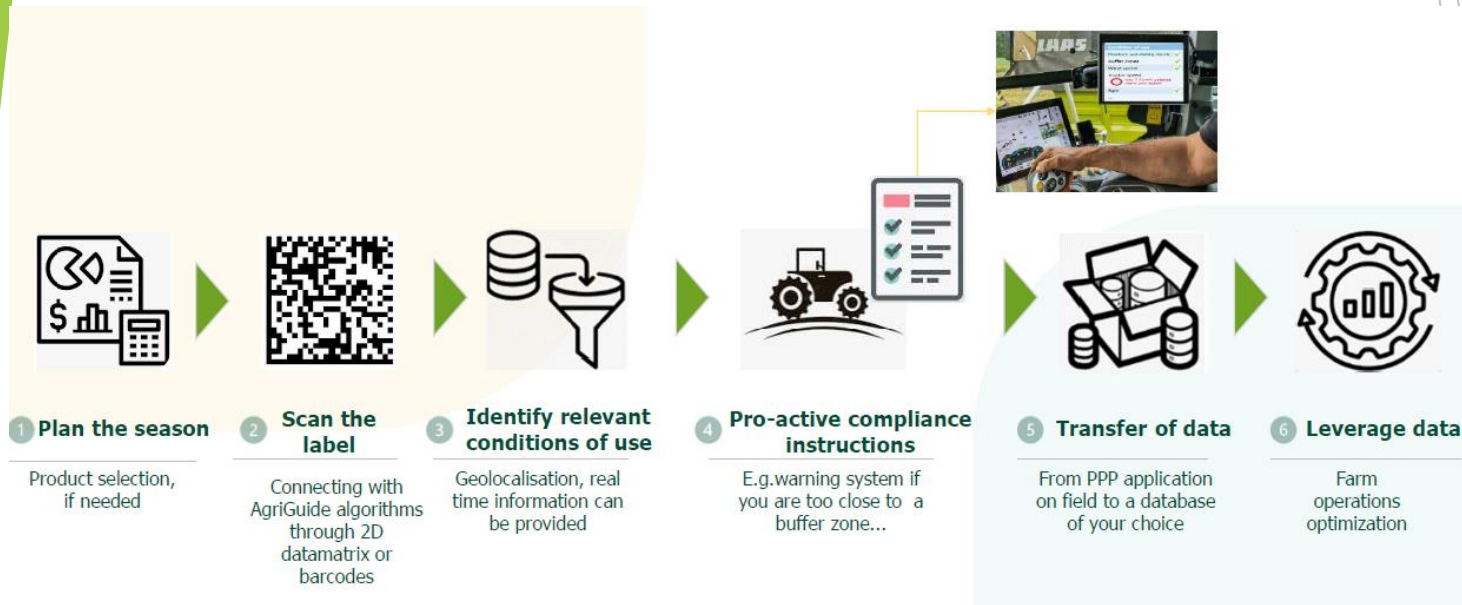 1 Plan the season
Product selection,
if needed
2 Scan the
label
Connecting with
AgriGuide algorithms
through 2D
datamatrix or
barcodes
3 Identify relevant
conditions of use
Geolocalisation, real
time information can
be provided
4 Pro-active compliance
instructions
E.g.warning system if
you are too close to a
buffer zone...
5 Transfer of data
From PPP application
on field to a database
of your choice
6 Leverage data
Farm
operations
optimization